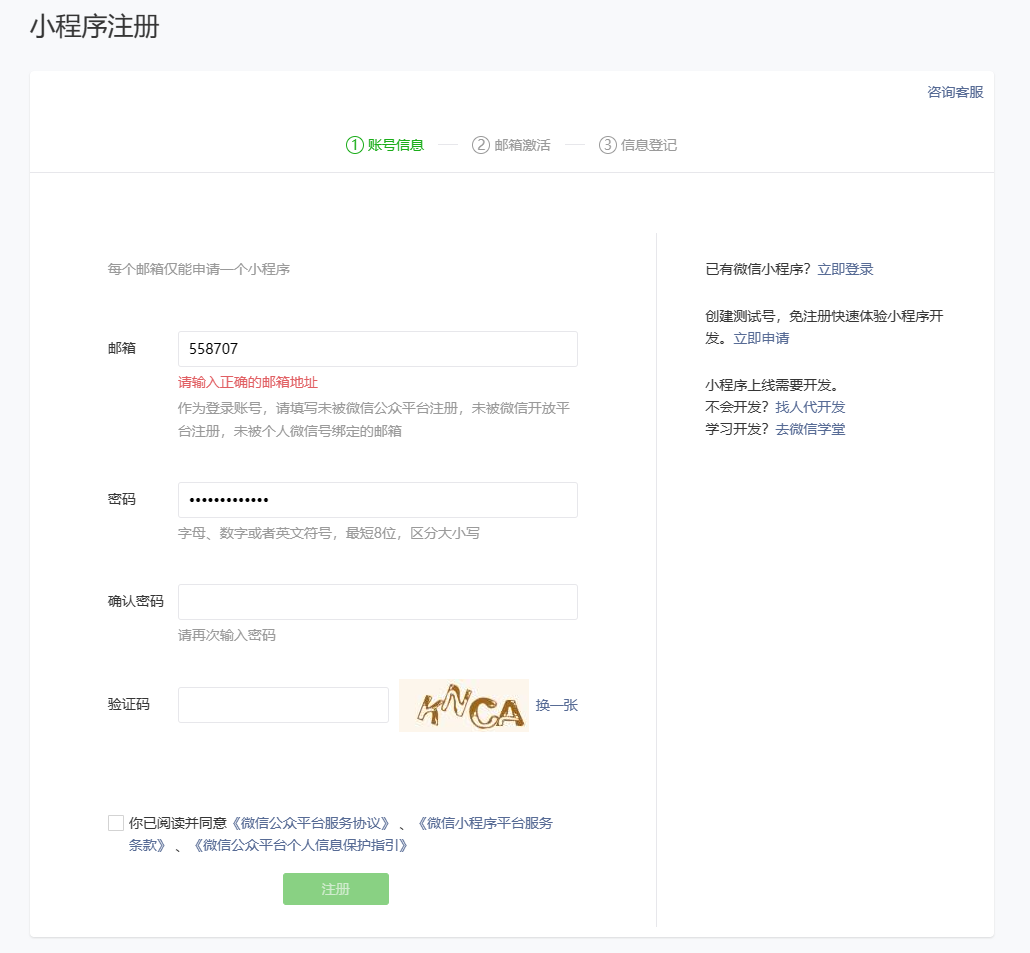 小程序注册
咨询客服
1 账号信息 2 邮箱激活 3 信息登记
每个邮箱仅能申请一个小程序
邮箱 558707
请输入正确的邮箱地址
作为登录账号，请填写未被微信公众平台注册，未被微信开放平
台注册，未被个人微信号绑定的邮箱
密码 •••••••••••••
字母、数字或者英文符号，最短8位，区分大小写
确认密码
请再次输入密码
验证码 KNCA 换一张
你已阅读并同意《微信公众平台服务协议》、《微信小程序平台服务
条款》、《微信公众平台个人信息保护指引》
注册
已有微信小程序？立即登录
创建测试号，免注册快速体验小程序开
发。立即申请
小程序上线需要开发。
不会开发？找人代开发
学习开发？去微信学堂